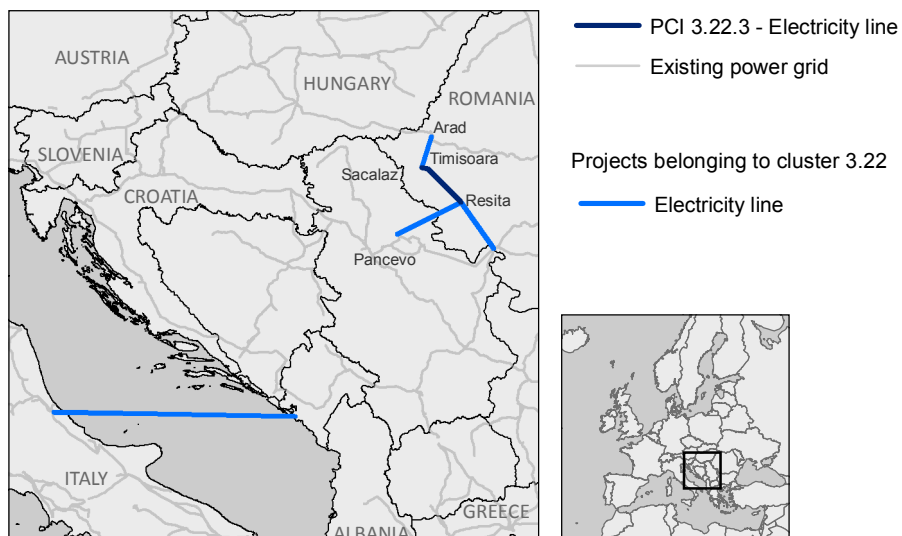 AUSTRIA
HUNGARY
ROMANIA
Arad
SLOVENIA
Timisoara
Sacalaz
CROATIA
Resita
Pancevo
ITALY
GREECE
ALBANIA
PCI 3.22.3 - Electricity line
Existing power grid
Projects belonging to cluster 3.22
Electricity line